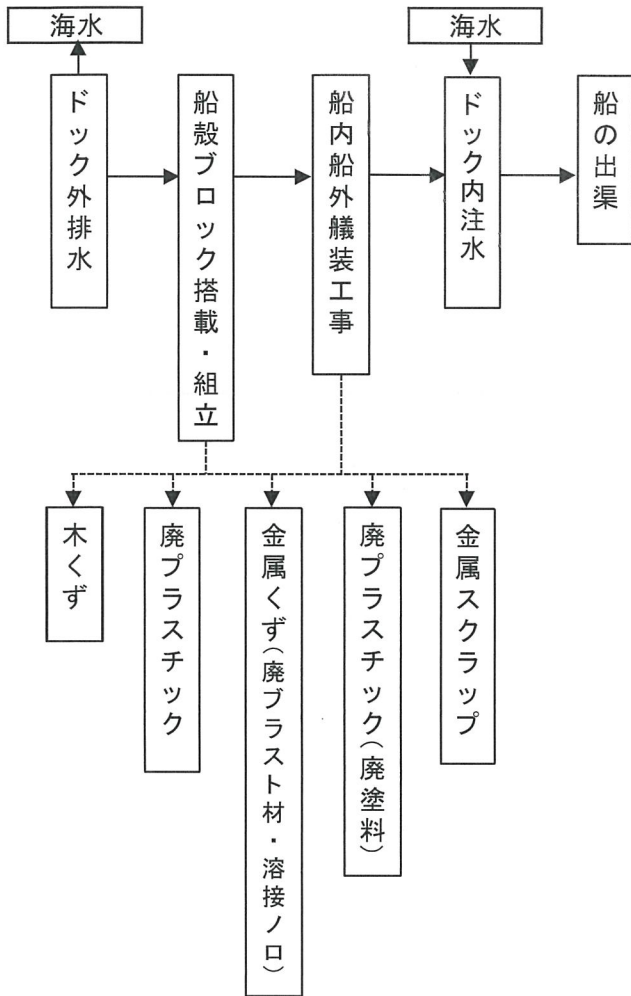 海水
海水
ドック外排水
船殻ブロック搭載・組立
船内船外艤装工事
ドック内注水
船の出渠
木くず
廃プラスチック
金属くず(廃ブラスト材・溶接ノロ)
廃プラスチック(廃塗料)
金属スクラップ